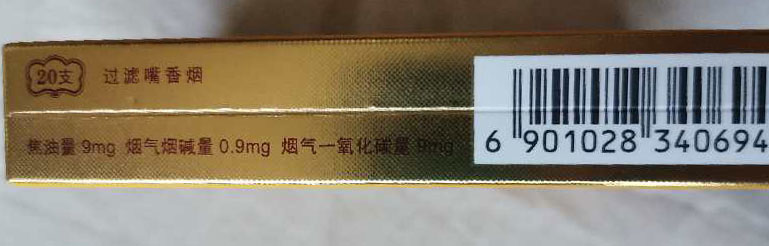 20支 过滤嘴香烟
焦油量 9mg 烟气烟碱量 0.9mg 烟气一氧化碳量 9mg
6 901028 340694